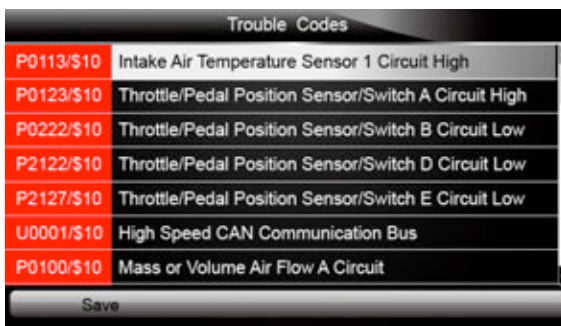 Trouble Codes
P0113/$10 Intake Air Temperature Sensor 1 Circuit High
P0123/$10 Throttle/Pedal Position Sensor/Switch A Circuit High
P0222/$10 Throttle/Pedal Position Sensor/Switch B Circuit Low
P2122/$10 Throttle/Pedal Position Sensor/Switch D Circuit Low
P2127/$10 Throttle/Pedal Position Sensor/Switch E Circuit Low
U0001/$10 High Speed CAN Communication Bus
P0100/$10 Mass or Volume Air Flow A Circuit
Save